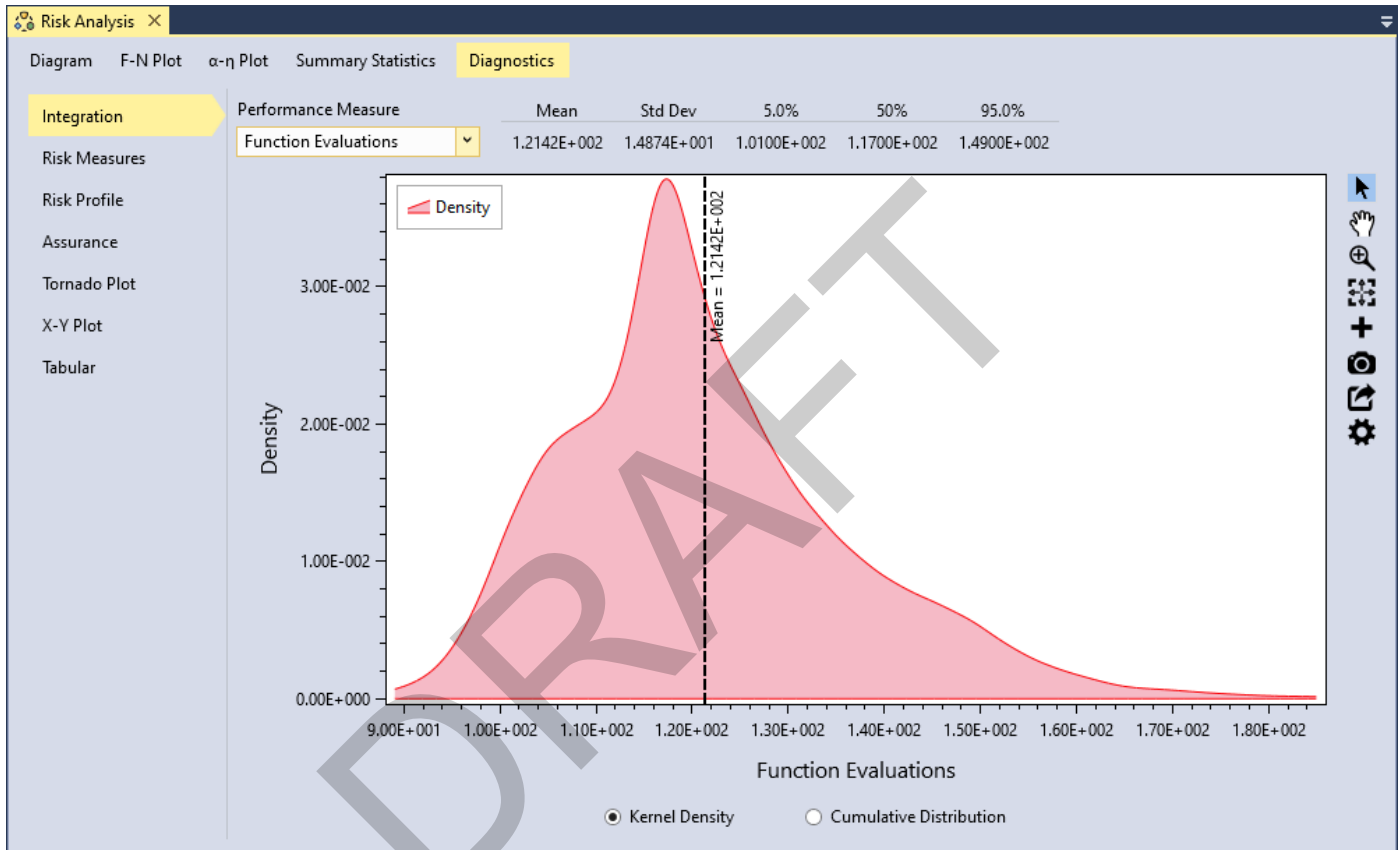 Risk Analysis
Diagram F-N Plot α-η Plot Summary Statistics Diagnostics
Integration
Risk Measures
Risk Profile
Assurance
Tornado Plot
X-Y Plot
Tabular
Performance Measure Mean Std Dev 5.0% 50% 95.0%
Function Evaluations 1.2142E+002 1.4874E+001 1.0100E+002 1.1700E+002 1.4900E+002
Density
Mean = 1.2142E+002
3.00E-002
2.00E-002
1.00E-002
0.00E+000
Density
9.00E+001 1.00E+002 1.10E+002 1.20E+002 1.30E+002 1.40E+002 1.50E+002 1.60E+002 1.70E+002 1.80E+002
Function Evaluations
Kernel Density Cumulative Distribution
DRAFT